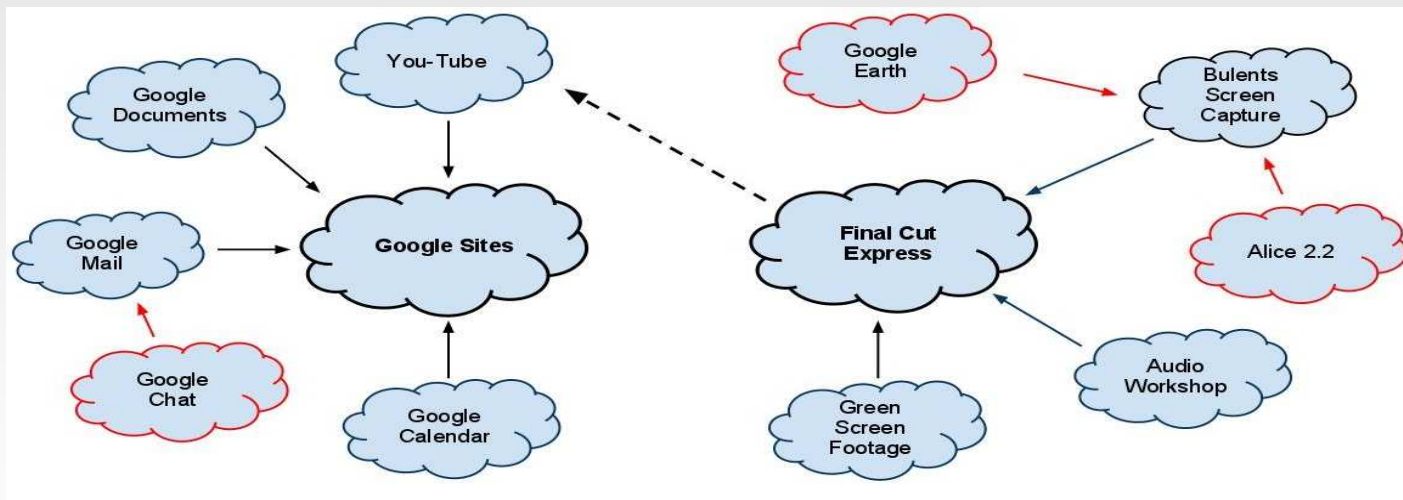 You-Tube
Google
Documents
Google
Mail
Google Sites
Google
Chat
Google
Calendar
Google
Earth
Bulents
Screen
Capture
Final Cut
Express
Alice 2.2
Audio
Workshop
Green
Screen
Footage